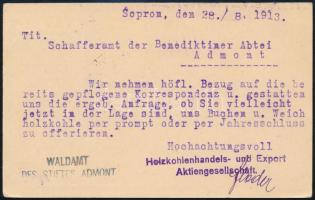 Sopron, den 28./ 8. 1913.
Tit.
Schafferamt der Benediktiner Abtei
Admont
Wir nehmen höfl. Bezug auf die be
reits gepflogene Korrespondenz u. gestatten
uns die ergeb. Anfrage, ob Sie vielleicht
jetzt in der Lage sind, uns Buchen u. Weich
holzkohle per prompt oder per Jahresschluss
zu offerieren.
Hochachtungsvoll
Holzkohlenhandels- und Export
Aktiengesellschaft.
WALDAMT
DES STIFTES ADMONT